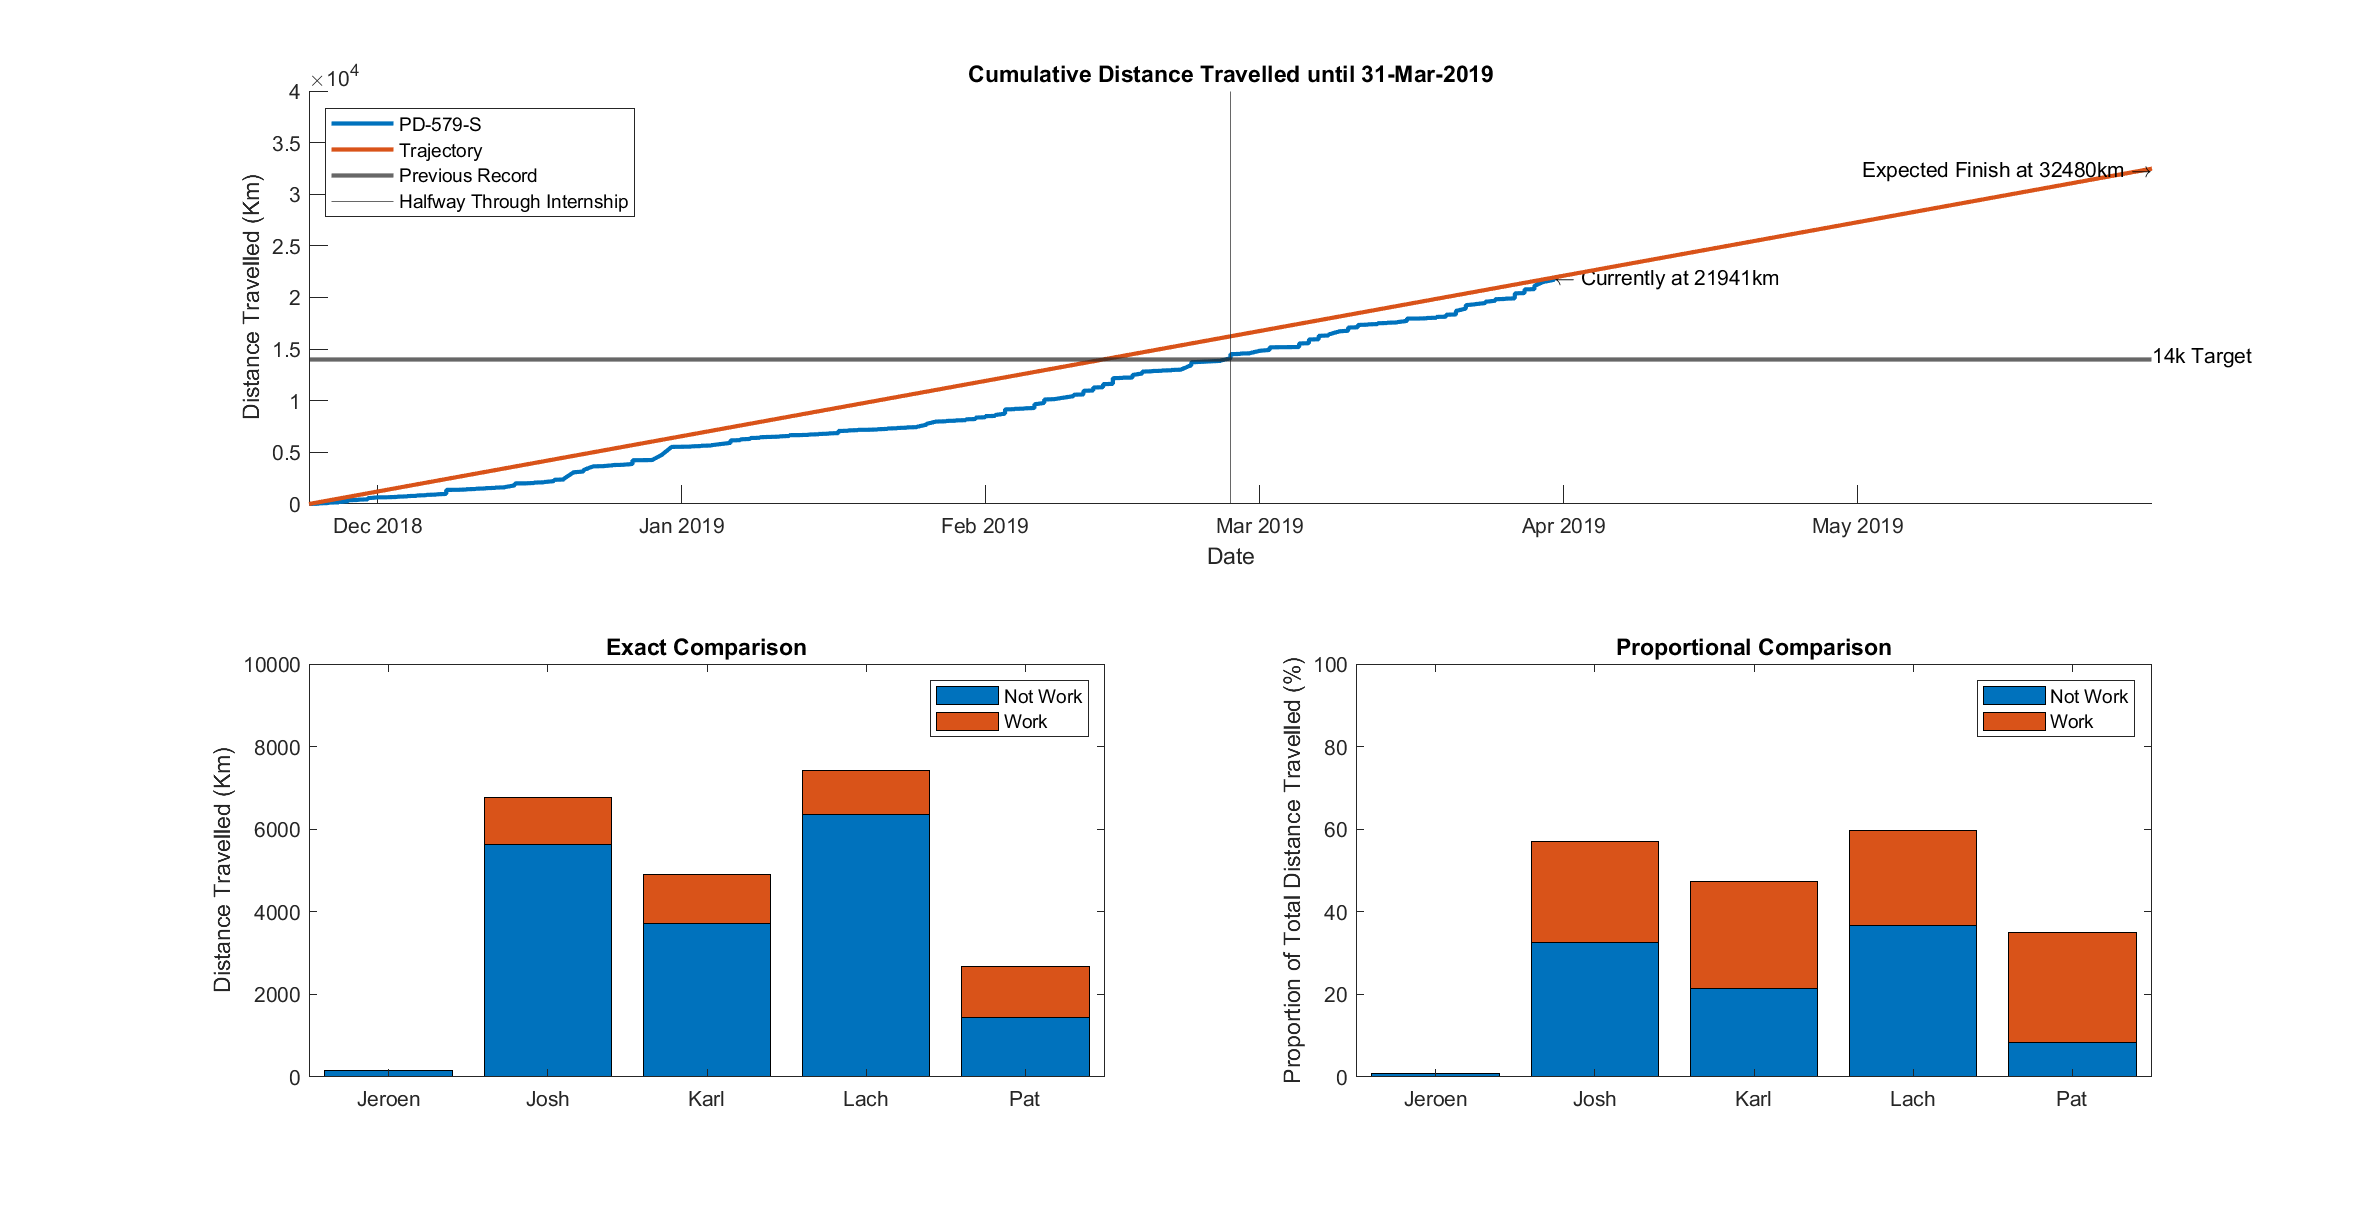 Cumulative Distance Travelled until 31-Mar-2019
×10⁴
4
3.5
3
2.5
2
1.5
1
0.5
0
Distance Travelled (Km)
PD-579-S
Trajectory
Previous Record
Halfway Through Internship
Expected Finish at 32480km
Currently at 21941km
14k Target
Dec 2018
Jan 2019
Feb 2019
Mar 2019
Apr 2019
May 2019
Date
Exact Comparison
10000
8000
6000
4000
2000
0
Distance Travelled (Km)
Not Work
Work
Jeroen
Josh
Karl
Lach
Pat
Proportional Comparison
100
80
60
40
20
0
Proportion of Total Distance Travelled (%)
Not Work
Work
Jeroen
Josh
Karl
Lach
Pat